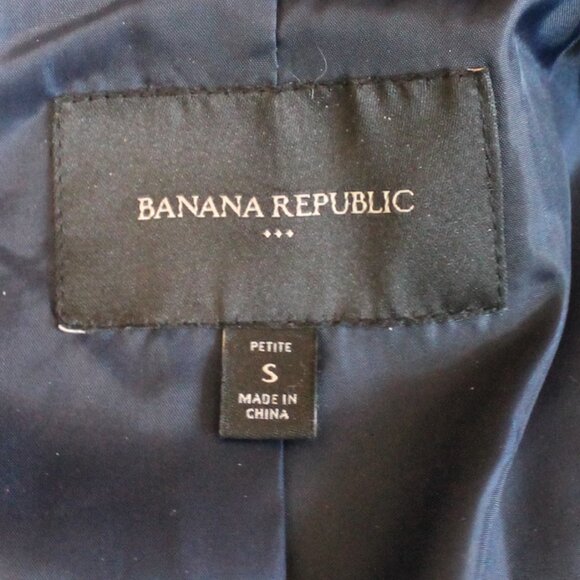 BANANA REPUBLIC
PETITE
S
MADE IN
CHINA